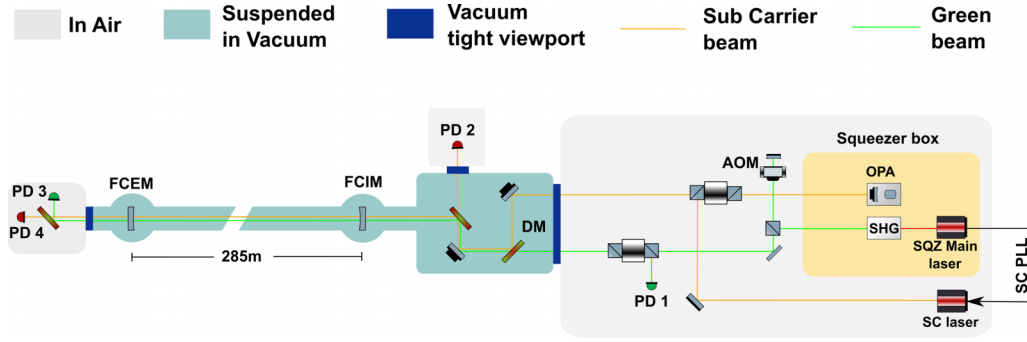 In Air
Suspended
in Vacuum
Vacuum
tight viewport
Sub Carrier
beam
Green
beam
PD 2
Squeezer box
AOM
OPA
PD 3
FCEM
FCIM
PD 4
DM
SHG
SQZ Main
laser
285m
PD 1
SC PLL
SC laser